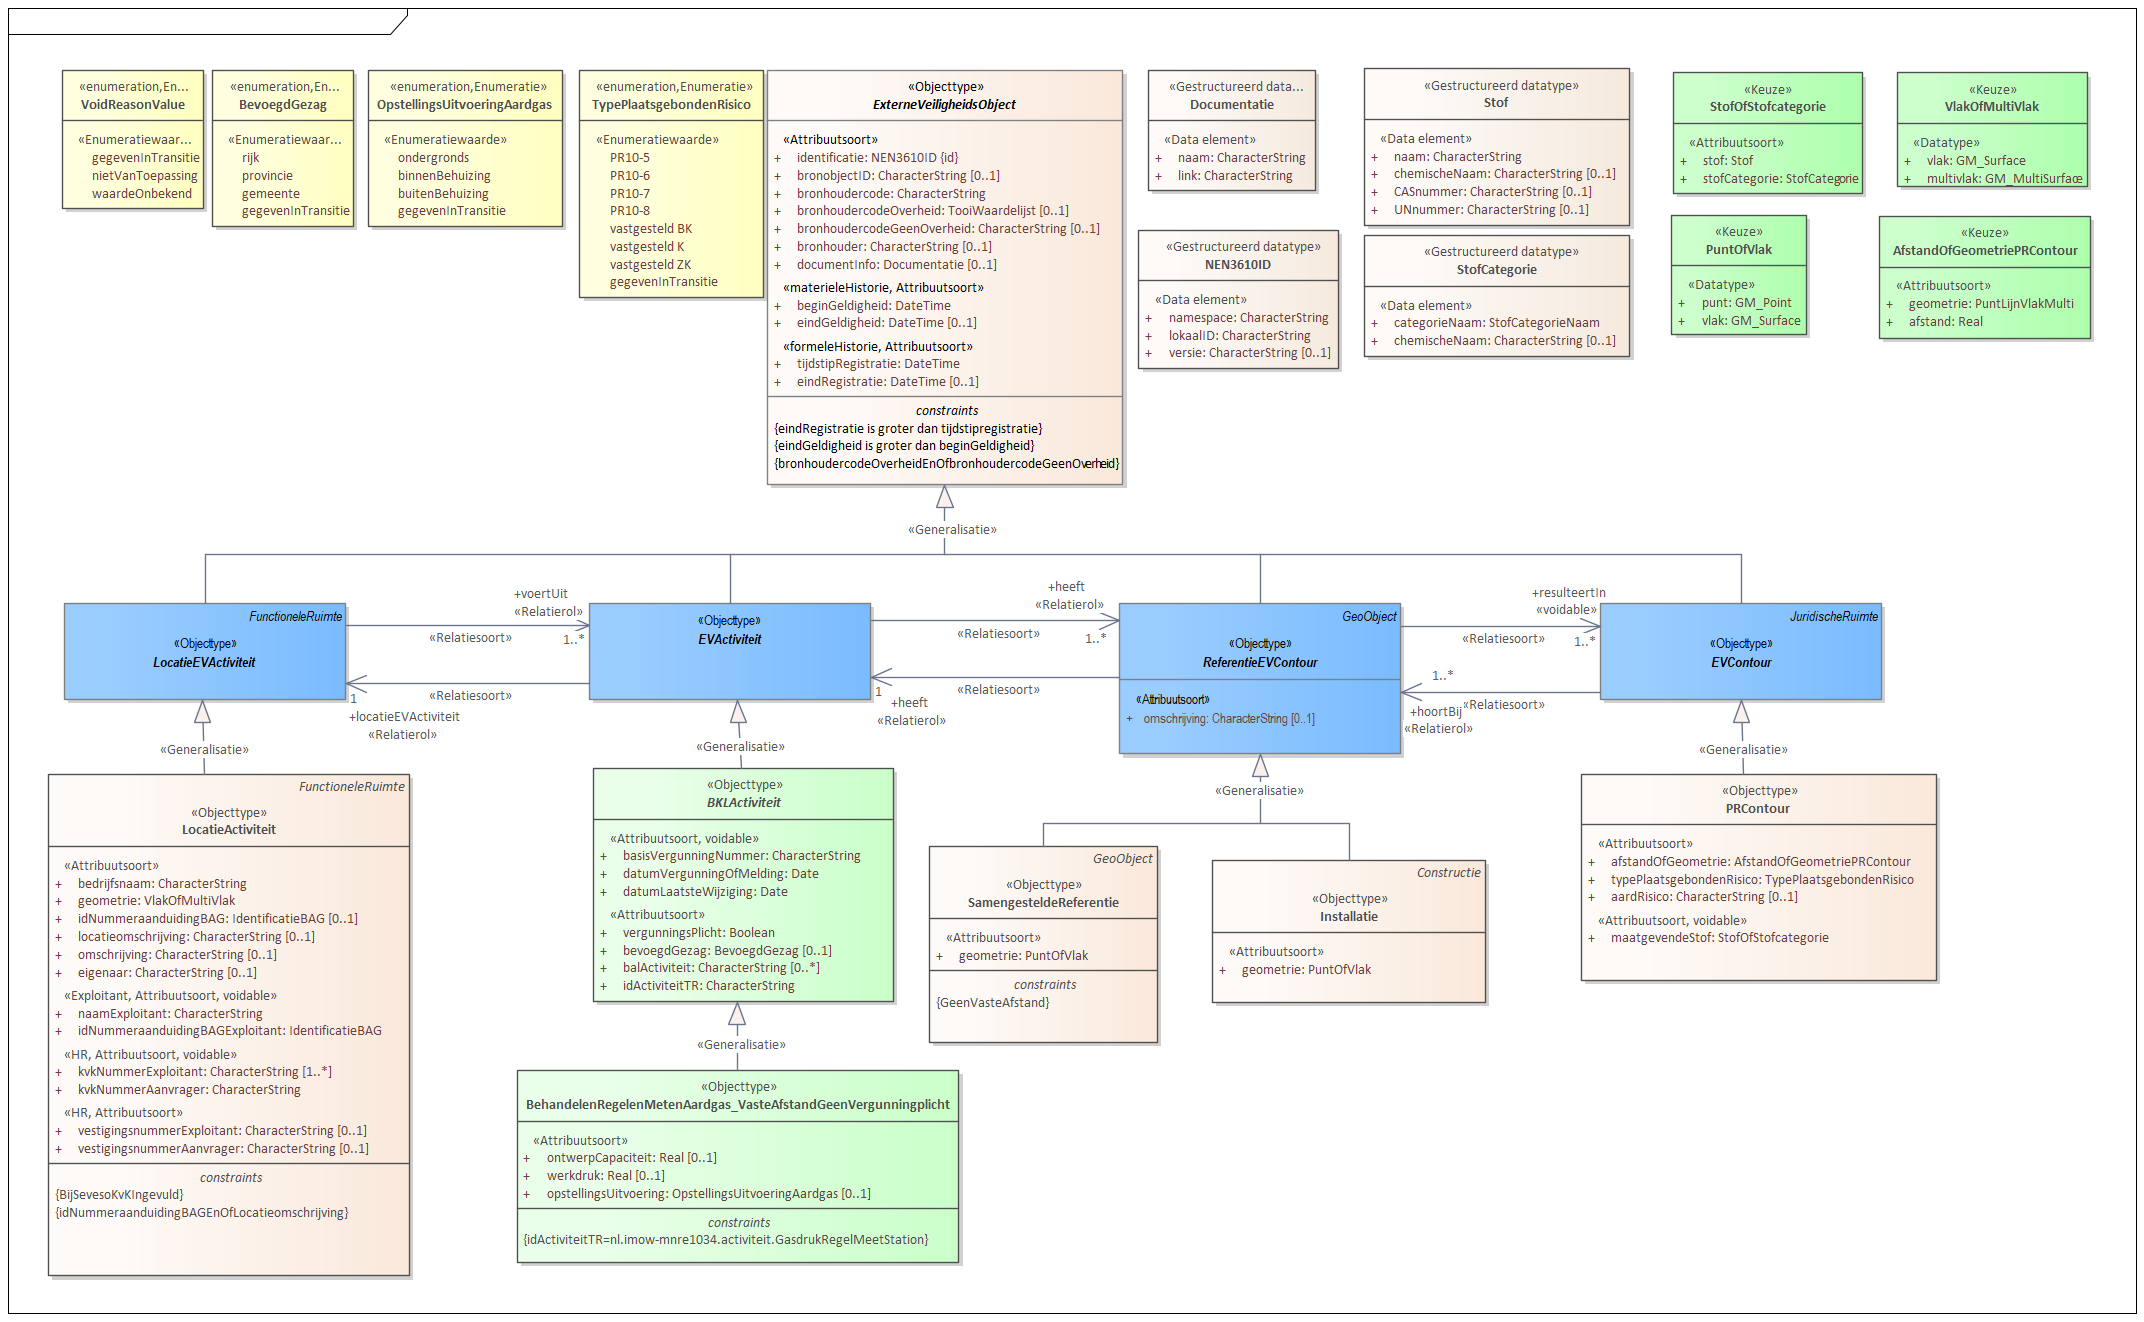 «enumeration,En...
VoidReasonValue
«Enumeratiewaar...
gegevenInTransitie
nietVanToepassing
waardeOnbekend
«enumeration,En...
BevoegdGezag
«Enumeratiewaar...
rijk
provincie
gemeente
gegevenInTransitie
«enumeration,Enumeratie»
OpstellingsUitvoeringAardgas
«Enumeratiewaarde»
ondergronds
binnenBehuizing
buitenBehuizing
gegevenInTransitie
«enumeration,Enumeratie»
TypePlaatsgebondenRisico
«Enumeratiewaarde»
PR10-5
PR10-6
PR10-7
PR10-8
vastgesteld BK
vastgesteld K
vastgesteld ZK
gegevenInTransitie
«Objecttype»
ExterneVeiligheidsObject
«Attribuutsoort»
+ identificatie: NEN3610ID {id}
+ bronobjectID: CharacterString [0..1]
+ bronhoudercode: CharacterString
+ bronhoudercodeOverheid: TooiWaardelijst [0..1]
+ bronhoudercodeGeenOverheid: CharacterString [0..1]
+ bronhouder: CharacterString [0..1]
+ documentInfo: Documentatie [0..1]
«materieleHistorie, Attribuutsoort»
+ beginGeldigheid: DateTime
+ eindGeldigheid: DateTime [0..1]
«formeleHistorie, Attribuutsoort»
+ tijdstipRegistratie: DateTime
+ eindRegistratie: DateTime [0..1]
constraints
{eindRegistratie is groter dan tijdstipregistratie}
{eindGeldigheid is groter dan beginGeldigheid}
{bronhoudercodeOverheidEnOfbronhoudercodeGeenOverheid}
«Gestructureerd data...
Documentatie
«Data element»
+ naam: CharacterString
+ link: CharacterString
«Gestructureerd datatype»
NEN3610ID
«Data element»
+ namespace: CharacterString
+ lokaalID: CharacterString
+ versie: CharacterString [0..1]
«Gestructureerd datatype»
Stof
«Data element»
+ naam: CharacterString
+ chemischeNaam: CharacterString [0..1]
+ CASnummer: CharacterString [0..1]
+ UNnummer: CharacterString [0..1]
«Gestructureerd datatype»
StofCategorie
«Data element»
+ categorieNaam: StofCategorieNaam
+ chemischeNaam: CharacterString [0..1]
«Keuze»
StofOfStofcategorie
«Attribuutsoort»
+ stof: Stof
+ stofCategorie: StofCategorie
«Keuze»
VlakOfMultiVlak
«Datatype»
+ vlak: GM_Surface
+ multivlak: GM_MultiSurface
«Keuze»
PuntOfVlak
«Datatype»
+ punt: GM_Point
+ vlak: GM_Surface
«Keuze»
AfstandOfGeometriePRContour
«Attribuutsoort»
+ geometrie: PuntLijnVlakMulti
+ afstand: Real
«Generalisatie»
FunctioneleRuimte
«Objecttype»
LocatieEVActiviteit
+voertUit
«Relatierol»
«Relatiesoort»
1..*
«Relatiesoort»
1
+locatieEVActiviteit
«Relatierol»
«Objecttype»
EVActiviteit
+heeft
«Relatierol»
«Relatiesoort»
1..*
«Relatiesoort»
1
+heeft
«Relatierol»
GeoObject
«Objecttype»
ReferentieEVContour
«Attribuutsoort»
+ omschrijving: CharacterString [0..1]
+resulteertIn
«voidable»
«Relatiesoort»
1..*
1..*
+hoortBij
«Relatiesoort»
«Relatierol»
JuridischeRuimte
«Objecttype»
EVContour
«Generalisatie»
«Generalisatie»
«Generalisatie»
«Generalisatie»
FunctioneleRuimte
«Objecttype»
LocatieActiviteit
«Attribuutsoort»
+ bedrijfsnaam: CharacterString
+ geometrie: VlakOfMultiVlak
+ idNummeraanduidingBAG: IdentificatieBAG [0..1]
+ locatieomschrijving: CharacterString [0..1]
+ omschrijving: CharacterString [0..1]
+ eigenaar: CharacterString [0..1]
«Exploitant, Attribuutsoort, voidable»
+ naamExploitant: CharacterString
+ idNummeraanduidingBAGExploitant: IdentificatieBAG
«HR, Attribuutsoort, voidable»
+ kvkNummerExploitant: CharacterString [1..*]
+ kvkNummerAanvrager: CharacterString
«HR, Attribuutsoort»
+ vestigingsnummerExploitant: CharacterString [0..1]
+ vestigingsnummerAanvrager: CharacterString [0..1]
constraints
{BijSevesoKvKIngevuld}
{idNummeraanduidingBAGEnOfLocatieomschrijving}
«Objecttype»
BKLActiviteit
«Attribuutsoort, voidable»
+ basisVergunningNummer: CharacterString
+ datumVergunningOfMelding: Date
+ datumLaatsteWijziging: Date
«Attribuutsoort»
+ vergunningsPlicht: Boolean
+ bevoegdGezag: BevoegdGezag [0..1]
+ balActiviteit: CharacterString [0..*]
+ idActiviteitTR: CharacterString
«Generalisatie»
«Objecttype»
BehandelenRegelenMetenAardgas_VasteAfstandGeenVergunningplicht
«Attribuutsoort»
+ ontwerpCapaciteit: Real [0..1]
+ werkdruk: Real [0..1]
+ opstellingsUitvoering: OpstellingsUitvoeringAardgas [0..1]
constraints
{idActiviteitTR=nl.imow-mnre1034.activiteit.GasdrukRegelMeetStation}
GeoObject
«Objecttype»
SamengesteldeReferentie
«Attribuutsoort»
+ geometrie: PuntOfVlak
constraints
{GeenVasteAfstand}
Constructie
«Objecttype»
Installatie
«Attribuutsoort»
+ geometrie: PuntOfVlak
«Objecttype»
PRContour
«Attribuutsoort»
+ afstandOfGeometrie: AfstandOfGeometriePRContour
+ typePlaatsgebondenRisico: TypePlaatsgebondenRisico
+ aardRisico: CharacterString [0..1]
«Attribuutsoort, voidable»
+ maatgevendeStof: StofOfStofcategorie